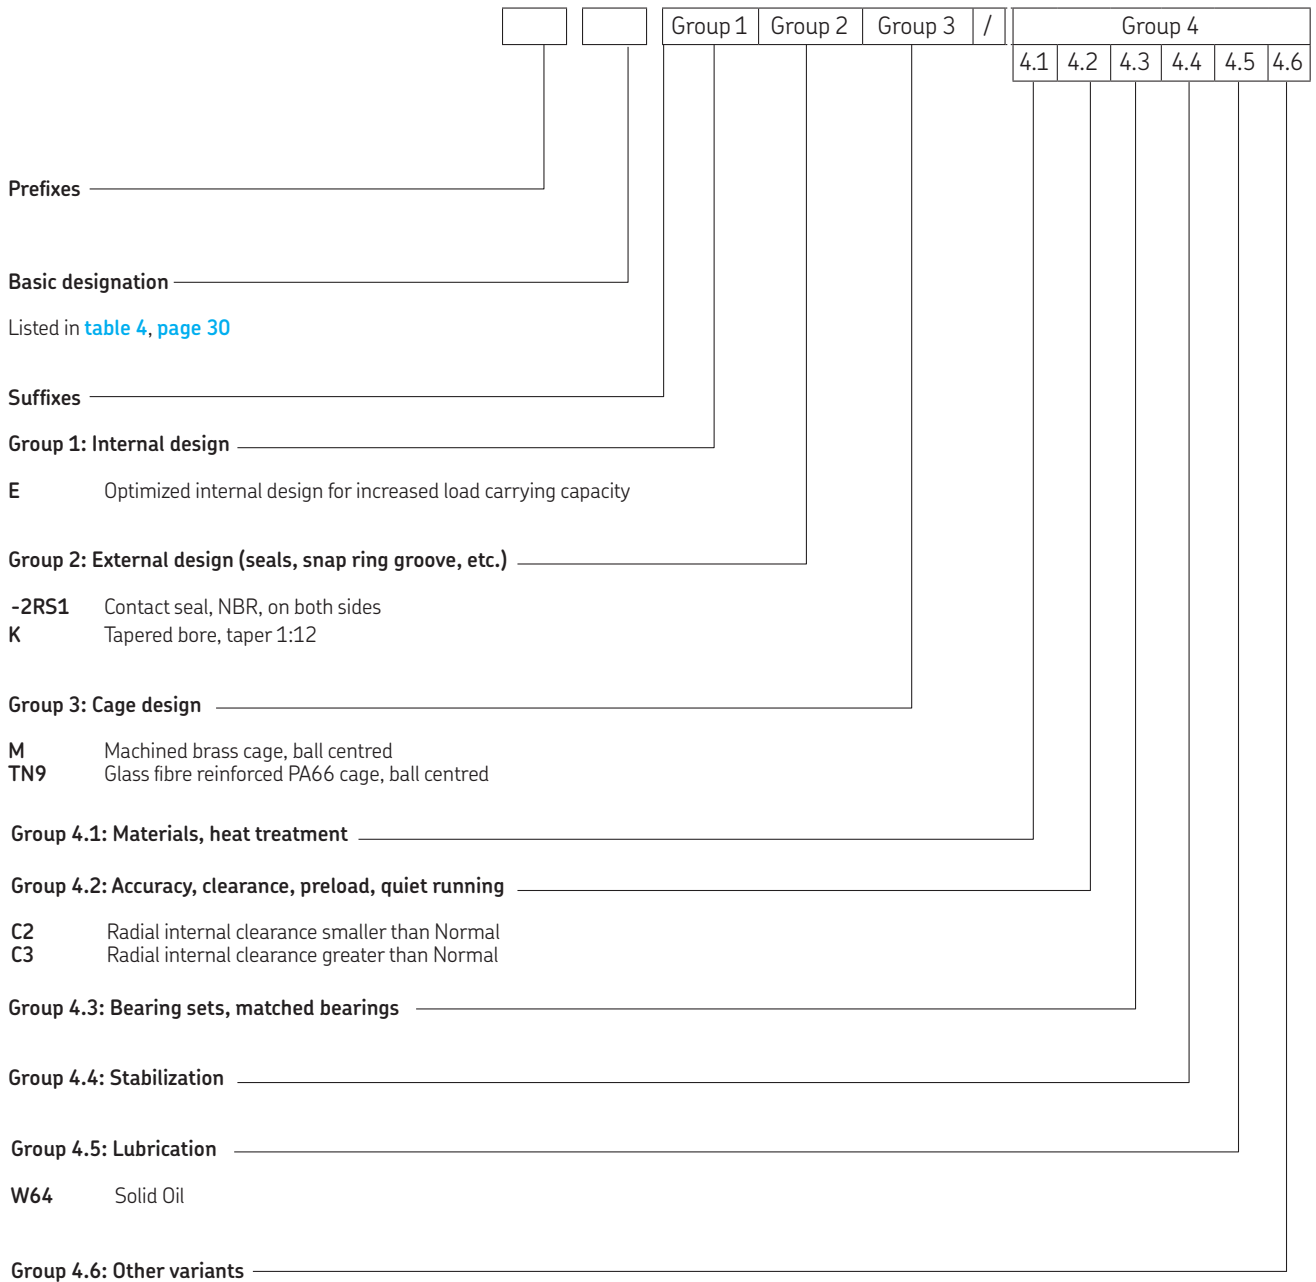 Group 1 Group 2 Group 3 / Group 4
4.1 4.2 4.3 4.4 4.5 4.6
Prefixes
Basic designation
Listed in table 4, page 30
Suffixes
Group 1: Internal design
E Optimized internal design for increased load carrying capacity
Group 2: External design (seals, snap ring groove, etc.)
-2RS1 Contact seal, NBR, on both sides
K Tapered bore, taper 1:12
Group 3: Cage design
M Machined brass cage, ball centred
TN9 Glass fibre reinforced PA66 cage, ball centred
Group 4.1: Materials, heat treatment
Group 4.2: Accuracy, clearance, preload, quiet running
C2 Radial internal clearance smaller than Normal
C3 Radial internal clearance greater than Normal
Group 4.3: Bearing sets, matched bearings
Group 4.4: Stabilization
Group 4.5: Lubrication
W64 Solid Oil
Group 4.6: Other variants